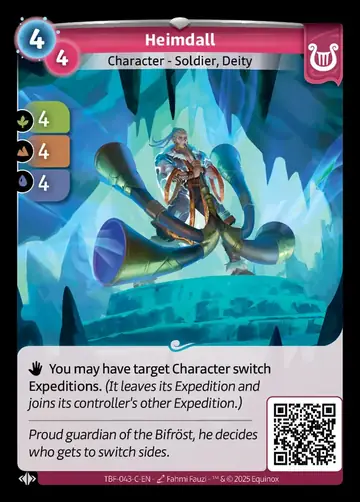 4
4
Heimdall
Character - Soldier, Deity
4
4
4
You may have target Character switch
Expeditions. (It leaves its Expedition and
joins its controller's other Expedition.)
Proud guardian of the Bifröst, he decides
who gets to switch sides.
TBF-043-C-EN - Fahmi Fauzi - ™ & © 2025 Equinox